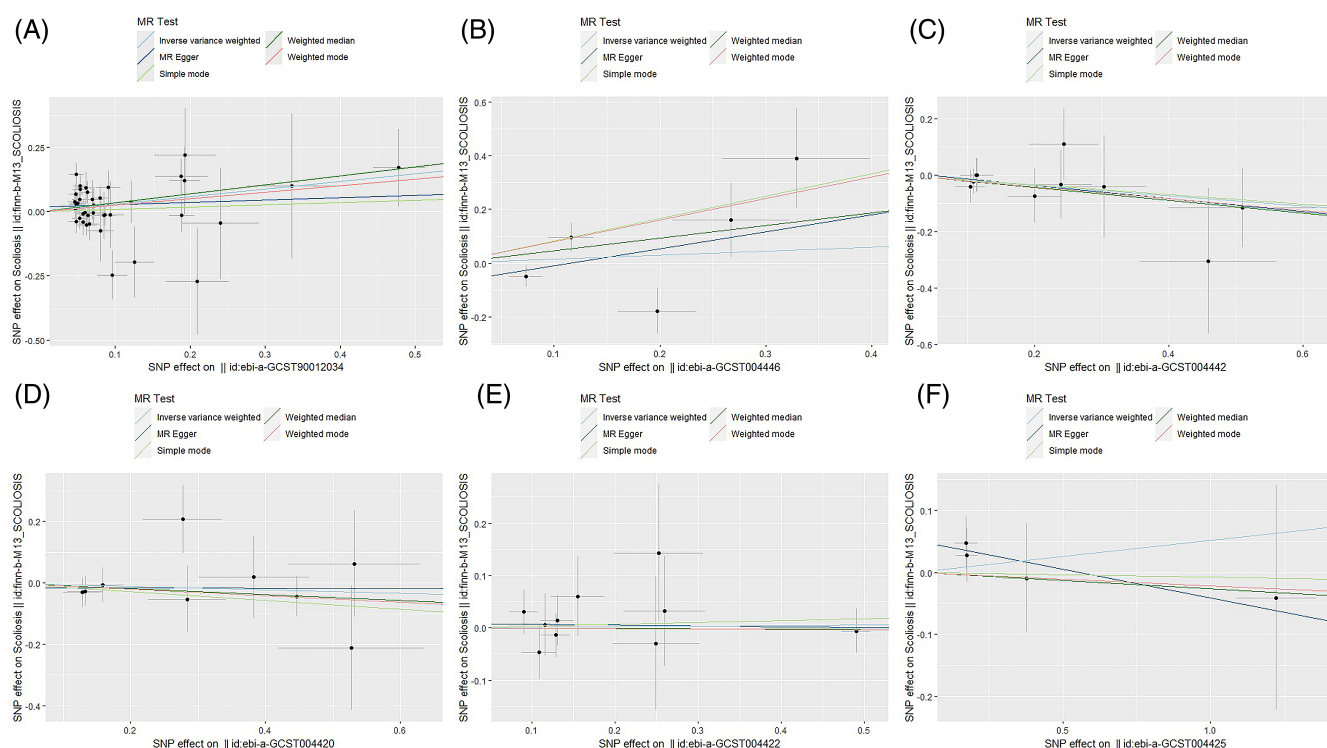 (A)
MR Test
Inverse variance weighted
Weighted median
MR Egger
Weighted mode
Simple mode
SNP effect on Scoliosis || id:finn-b-M13_SCOLIOSIS
0.25
0.00
-0.25
-0.50
0.1
0.2
0.3
0.4
0.5
SNP effect on || id:ebi-a-GCST90012034
(B)
MR Test
Inverse variance weighted
Weighted median
MR Egger
Weighted mode
Simple mode
SNP effect on Scoliosis || id:finn-b-M13_SCOLIOSIS
0.6
0.4
0.2
0.0
-0.2
0.1
0.2
0.3
0.4
SNP effect on || id:ebi-a-GCST004446
(C)
MR Test
Inverse variance weighted
Weighted median
MR Egger
Weighted mode
Simple mode
SNP effect on Scoliosis || id:finn-b-M13_SCOLIOSIS
0.2
0.0
-0.2
-0.4
-0.6
0.2
0.4
0.6
SNP effect on || id:ebi-a-GCST004442
(D)
MR Test
Inverse variance weighted
Weighted median
MR Egger
Weighted mode
Simple mode
SNP effect on Scoliosis || id:finn-b-M13_SCOLIOSIS
0.2
0.0
-0.2
-0.4
0.2
0.4
0.6
SNP effect on || id:ebi-a-GCST004420
(E)
MR Test
Inverse variance weighted
Weighted median
MR Egger
Weighted mode
Simple mode
SNP effect on Scoliosis || id:finn-b-M13_SCOLIOSIS
0.2
0.1
0.0
-0.1
0.1
0.2
0.3
0.4
0.5
SNP effect on || id:ebi-a-GCST004422
(F)
MR Test
Inverse variance weighted
Weighted median
MR Egger
Weighted mode
Simple mode
SNP effect on Scoliosis || id:finn-b-M13_SCOLIOSIS
0.1
0.0
-0.1
-0.2
0.5
1.0
SNP effect on || id:ebi-a-GCST004425